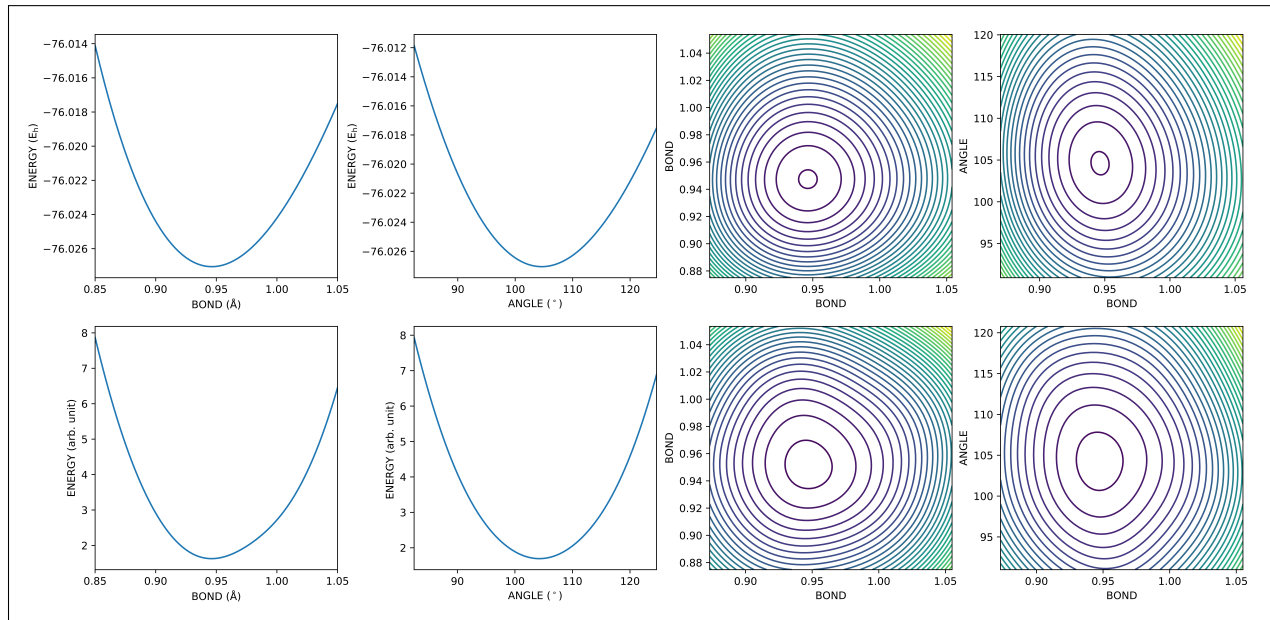 −76.014
−76.016
−76.018
−76.020
−76.022
−76.024
−76.026
ENERGY (Eₕ)
0.85 0.90 0.95 1.00 1.05
BOND (Å)
−76.012
−76.014
−76.016
−76.018
−76.020
−76.022
−76.024
−76.026
ENERGY (Eₕ)
90 100 110 120
ANGLE (°)
1.04
1.02
1.00
0.98
0.96
0.94
0.92
0.90
0.88
BOND
0.90 0.95 1.00 1.05
BOND
120
115
110
105
100
95
ANGLE
0.90 0.95 1.00 1.05
BOND
8
7
6
5
4
3
2
ENERGY (arb. unit)
0.85 0.90 0.95 1.00 1.05
BOND (Å)
8
7
6
5
4
3
2
ENERGY (arb. unit)
90 100 110 120
ANGLE (°)
1.04
1.02
1.00
0.98
0.96
0.94
0.92
0.90
0.88
BOND
0.90 0.95 1.00 1.05
BOND
120
115
110
105
100
95
ANGLE
0.90 0.95 1.00 1.05
BOND